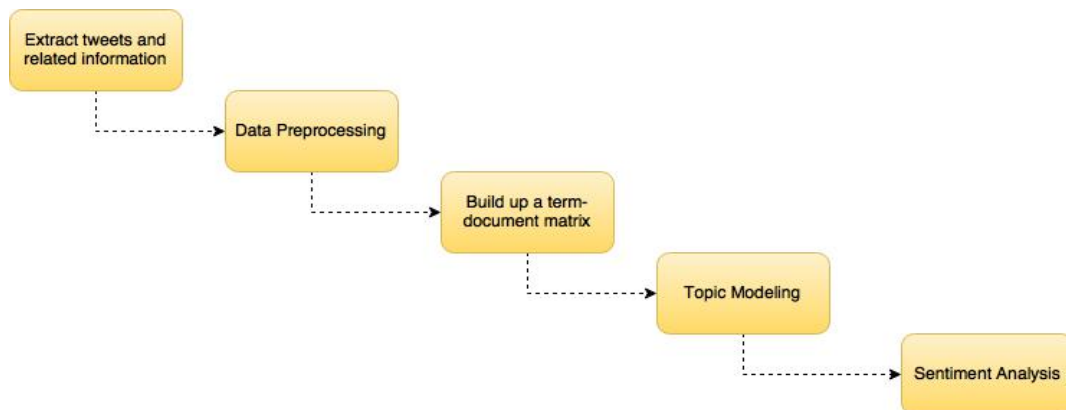 Extract tweets and
related information
Data Preprocessing
Build up a term-
document matrix
Topic Modeling
Sentiment Analysis